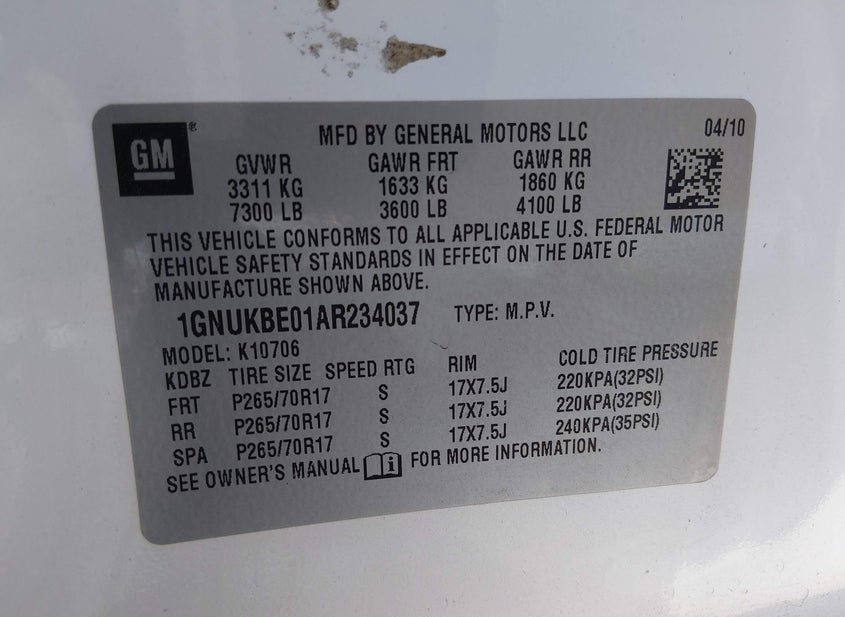 GM®
MFD BY GENERAL MOTORS LLC 04/10
GVWR GAWR FRT GAWR RR
3311 KG 1633 KG 1860 KG
7300 LB 3600 LB 4100 LB
THIS VEHICLE CONFORMS TO ALL APPLICABLE U.S. FEDERAL MOTOR
VEHICLE SAFETY STANDARDS IN EFFECT ON THE DATE OF
MANUFACTURE SHOWN ABOVE.
1GNUKBE01AR234037 TYPE: M.P.V.
MODEL: K10706
KDBZ TIRE SIZE SPEED RTG RIM COLD TIRE PRESSURE
FRT P265/70R17 S 17X7.5J 220KPA(32PSI)
RR P265/70R17 S 17X7.5J 220KPA(32PSI)
SPA P265/70R17 S 17X7.5J 240KPA(35PSI)
SEE OWNER'S MANUAL i FOR MORE INFORMATION.